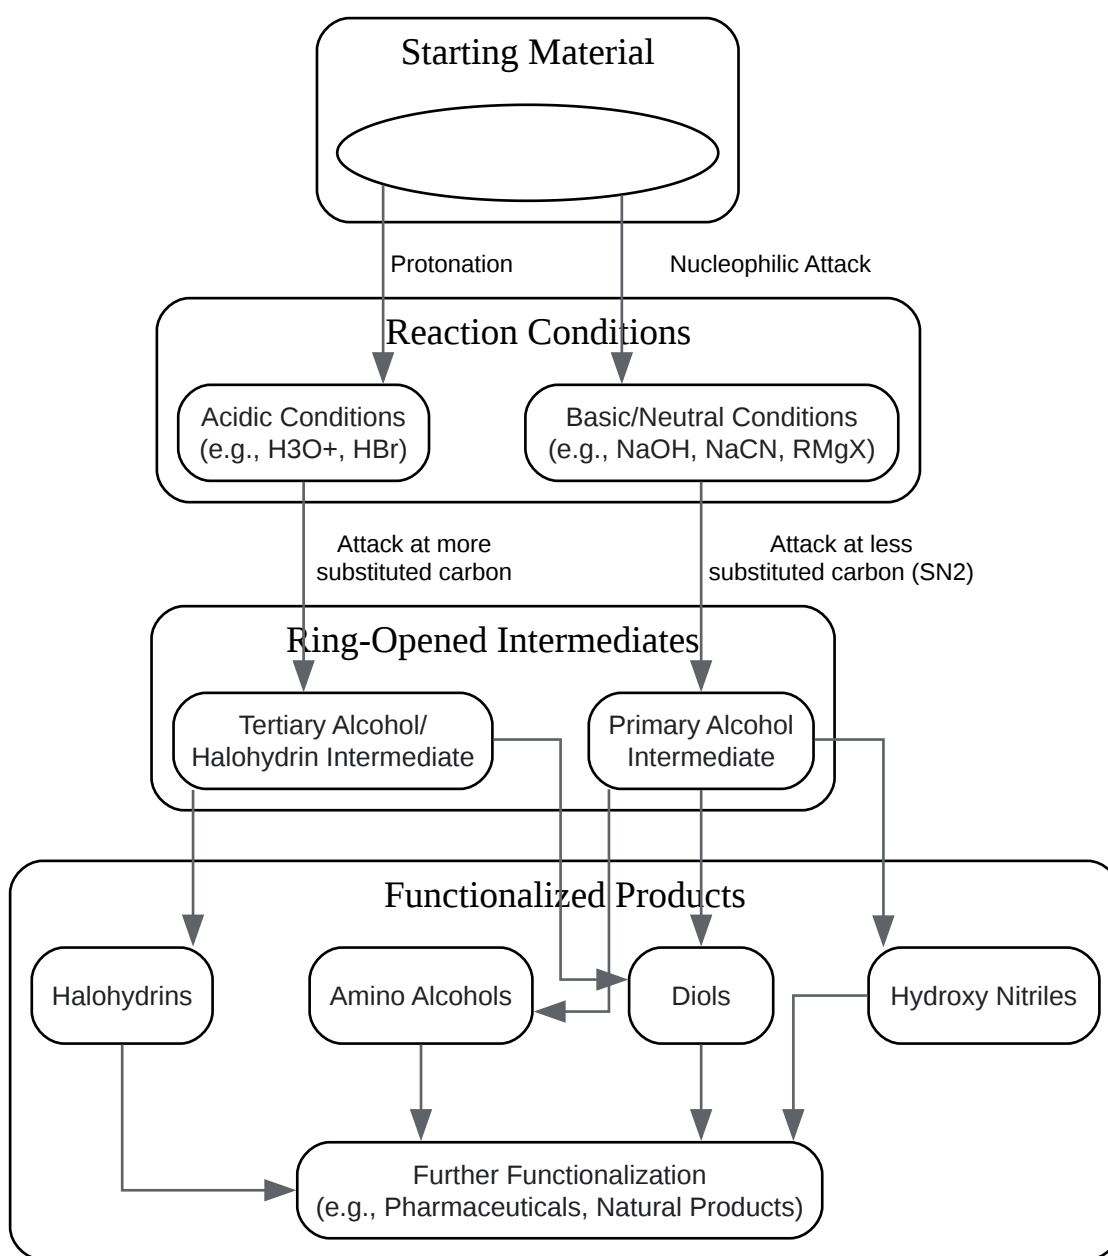 Starting Material
Protonation
Nucleophilic Attack
Reaction Conditions
Acidic Conditions
(e.g., H3O+, HBr)
Basic/Neutral Conditions
(e.g., NaOH, NaCN, RMgX)
Attack at more
substituted carbon
Attack at less
substituted carbon (SN2)
Ring-Opened Intermediates
Tertiary Alcohol/
Halohydrin Intermediate
Primary Alcohol
Intermediate
Functionalized Products
Halohydrins
Amino Alcohols
Diols
Hydroxy Nitriles
Further Functionalization
(e.g., Pharmaceuticals, Natural Products)